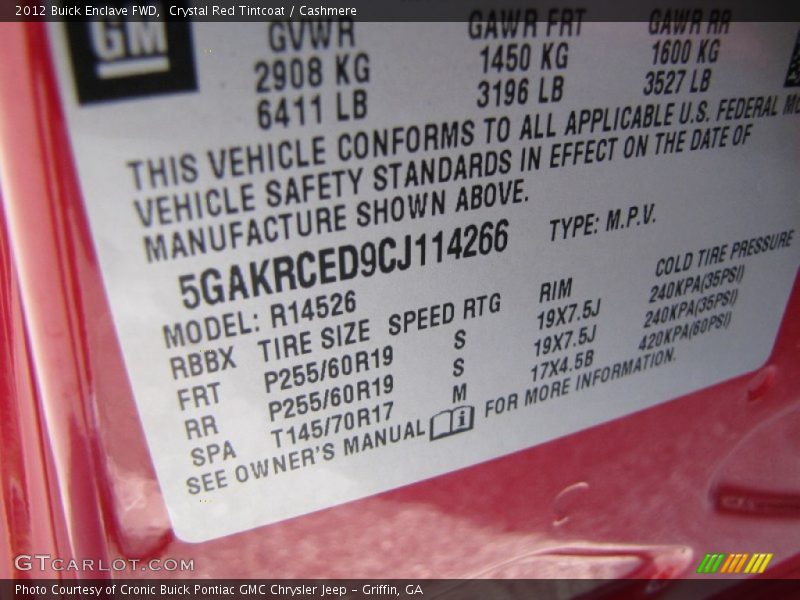 2012 Buick Enclave FWD, Crystal Red Tintcoat / Cashmere
GM
GVWR GAWR FRT GAWR RR
2908 KG 1450 KG 1600 KG
6411 LB 3196 LB 3527 LB
THIS VEHICLE CONFORMS TO ALL APPLICABLE U.S. FEDERAL
VEHICLE SAFETY STANDARDS IN EFFECT ON THE DATE OF
MANUFACTURE SHOWN ABOVE.
5GAKRCED9CJ114266 TYPE: M.P.V.
MODEL: R14526
RBBX TIRE SIZE SPEED RTG RIM COLD TIRE PRESSURE
FRT P255/60R19 S 19X7.5J 240KPA(35PSI)
RR P255/60R19 S 19X7.5J 240KPA(35PSI)
SPA T145/70R17 M 17X4.5B 420KPA(60PSI)
SEE OWNER'S MANUAL i FOR MORE INFORMATION.
GTCARLOT.COM
Photo Courtesy of Cronic Buick Pontiac GMC Chrysler Jeep - Griffin, GA